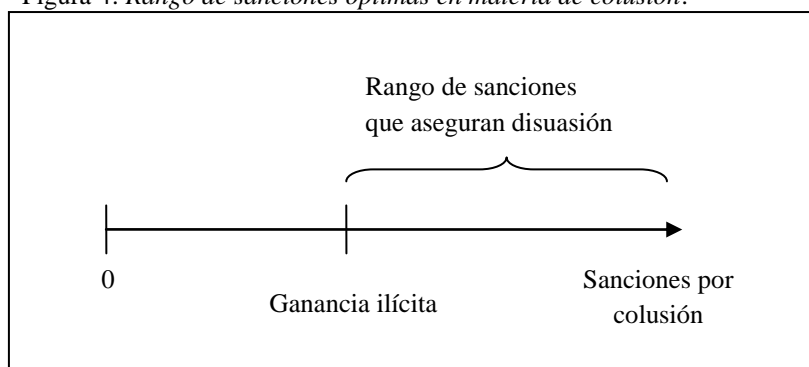 Figura 4. Rango de sanciones óptimas en materia de colusión.
Rango de sanciones
que aseguran disuasión
0
Ganancia ilícita
Sanciones por
colusión